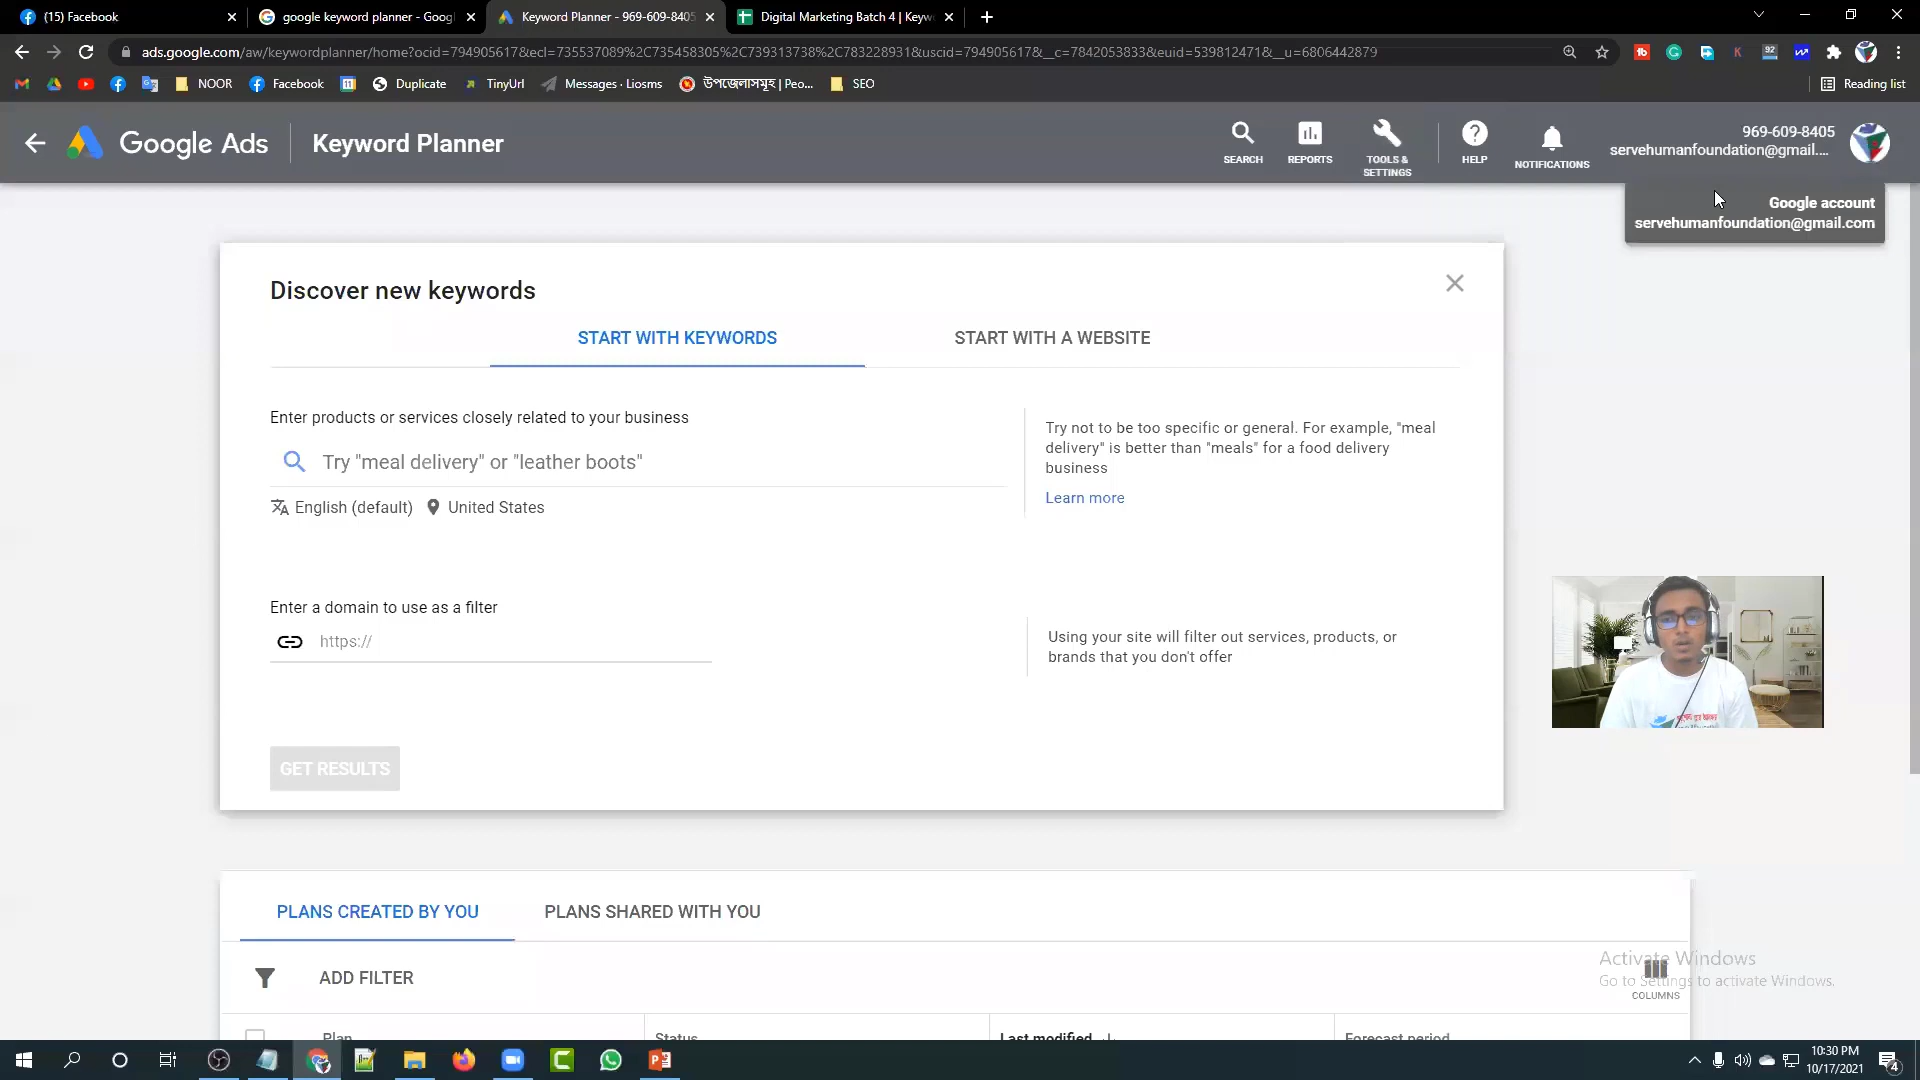 (15) Facebook
google keyword planner - Googl
Keyword Planner - 969-609-8405
Digital Marketing Batch 4 | Keyw
ads.google.com/aw/keywordplanner/home?ocid=794905617&ecl=735537089%2C735458305%2C739313738%2C783228931&uscid=794905617&__c=7842053833&euid=539812471&__u=6806442879
NOOR
Facebook
Duplicate
TinyUrl
Messages · Liosms
উপজেলাসমূহ | Peo...
SEO
Reading list
Google Ads
Keyword Planner
SEARCH
REPORTS
TOOLS & SETTINGS
HELP
NOTIFICATIONS
969-609-8405
servehumanfoundation@gmail....
Google account
servehumanfoundation@gmail.com
Discover new keywords
START WITH KEYWORDS
START WITH A WEBSITE
Enter products or services closely related to your business
Try "meal delivery" or "leather boots"
English (default)
United States
Try not to be too specific or general. For example, "meal
delivery" is better than "meals" for a food delivery
business
Learn more
Enter a domain to use as a filter
https://
Using your site will filter out services, products, or
brands that you don't offer
GET RESULTS
PLANS CREATED BY YOU
PLANS SHARED WITH YOU
ADD FILTER
COLUMNS
Activate Windows
Go to Settings to activate Windows.
Plan
Status
Last modified
Forecast period
10:30 PM
10/17/2021
4